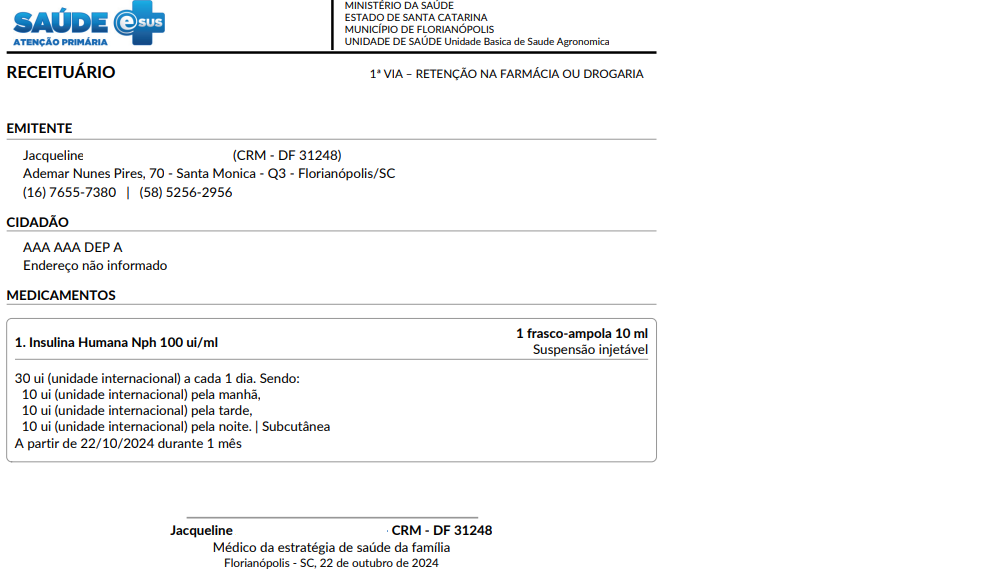 SAÚDE e SUS
ATENÇÃO PRIMÁRIA
MINISTÉRIO DA SAÚDE
ESTADO DE SANTA CATARINA
MUNICÍPIO DE FLORIANÓPOLIS
UNIDADE DE SAÚDE Unidade Basica de Saude Agronomica
RECEITUÁRIO 1ª VIA – RETENÇÃO NA FARMÁCIA OU DROGARIA
EMITENTE
Jacqueline (CRM - DF 31248)
Ademar Nunes Pires, 70 - Santa Monica - Q3 - Florianópolis/SC
(16) 7655-7380 | (58) 5256-2956
CIDADÃO
AAA AAA DEP A
Endereço não informado
MEDICAMENTOS
1. Insulina Humana Nph 100 ui/ml
1 frasco-ampola 10 ml
Suspensão injetável
30 ui (unidade internacional) a cada 1 dia. Sendo:
10 ui (unidade internacional) pela manhã,
10 ui (unidade internacional) pela tarde,
10 ui (unidade internacional) pela noite. | Subcutânea
A partir de 22/10/2024 durante 1 mês
Jacqueline CRM - DF 31248
Médico da estratégia de saúde da família
Florianópolis - SC, 22 de outubro de 2024